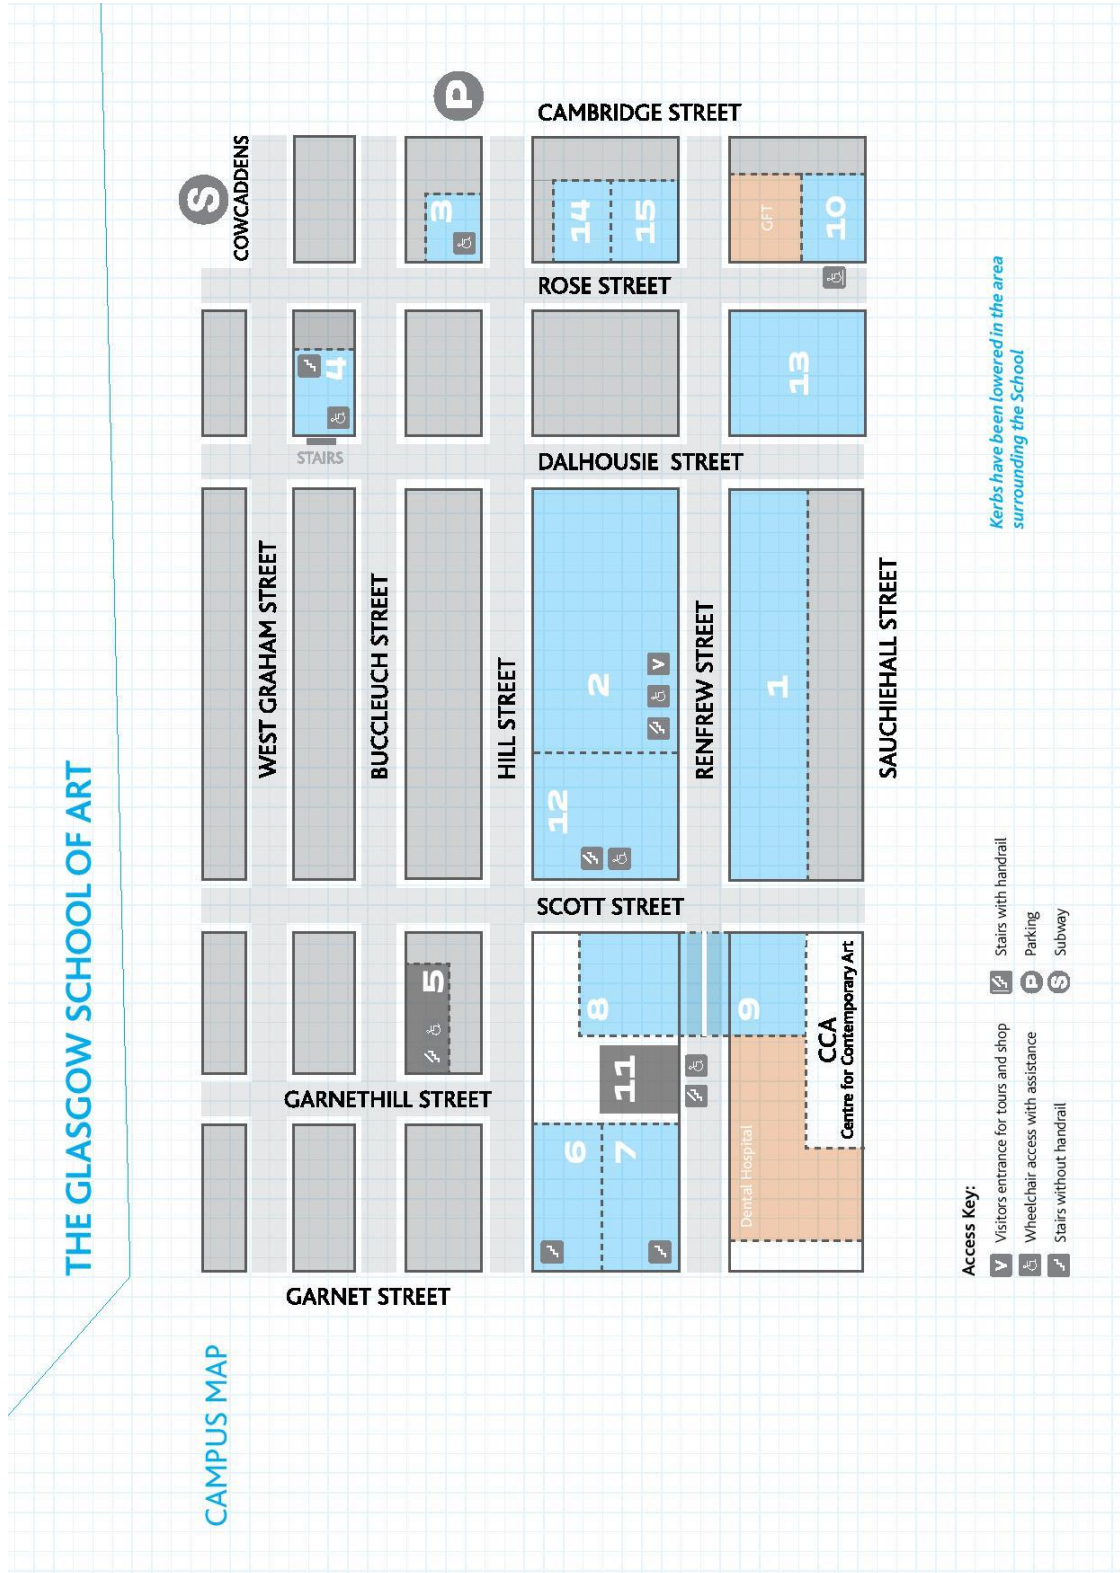 THE GLASGOW SCHOOL OF ART
CAMPUS MAP
S
COWCADDENS
P
CAMBRIDGE STREET
WEST GRAHAM STREET
BUCCLEUCH STREET
HILL STREET
RENFREW STREET
SAUCHIEHALL STREET
GARNET STREET
GARNETHILL STREET
SCOTT STREET
DALHOUSIE STREET
ROSE STREET
STAIRS
4
3
5
14
15
GFT
10
13
2
V
12
1
8
9
11
6
7
Dental Hospital
CCA
Centre for Contemporary Art
Access Key:
V Visitors entrance for tours and shop
Wheelchair access with assistance
Stairs without handrail
Stairs with handrail
P Parking
S Subway
Kerbs have been lowered in the area
surrounding the School